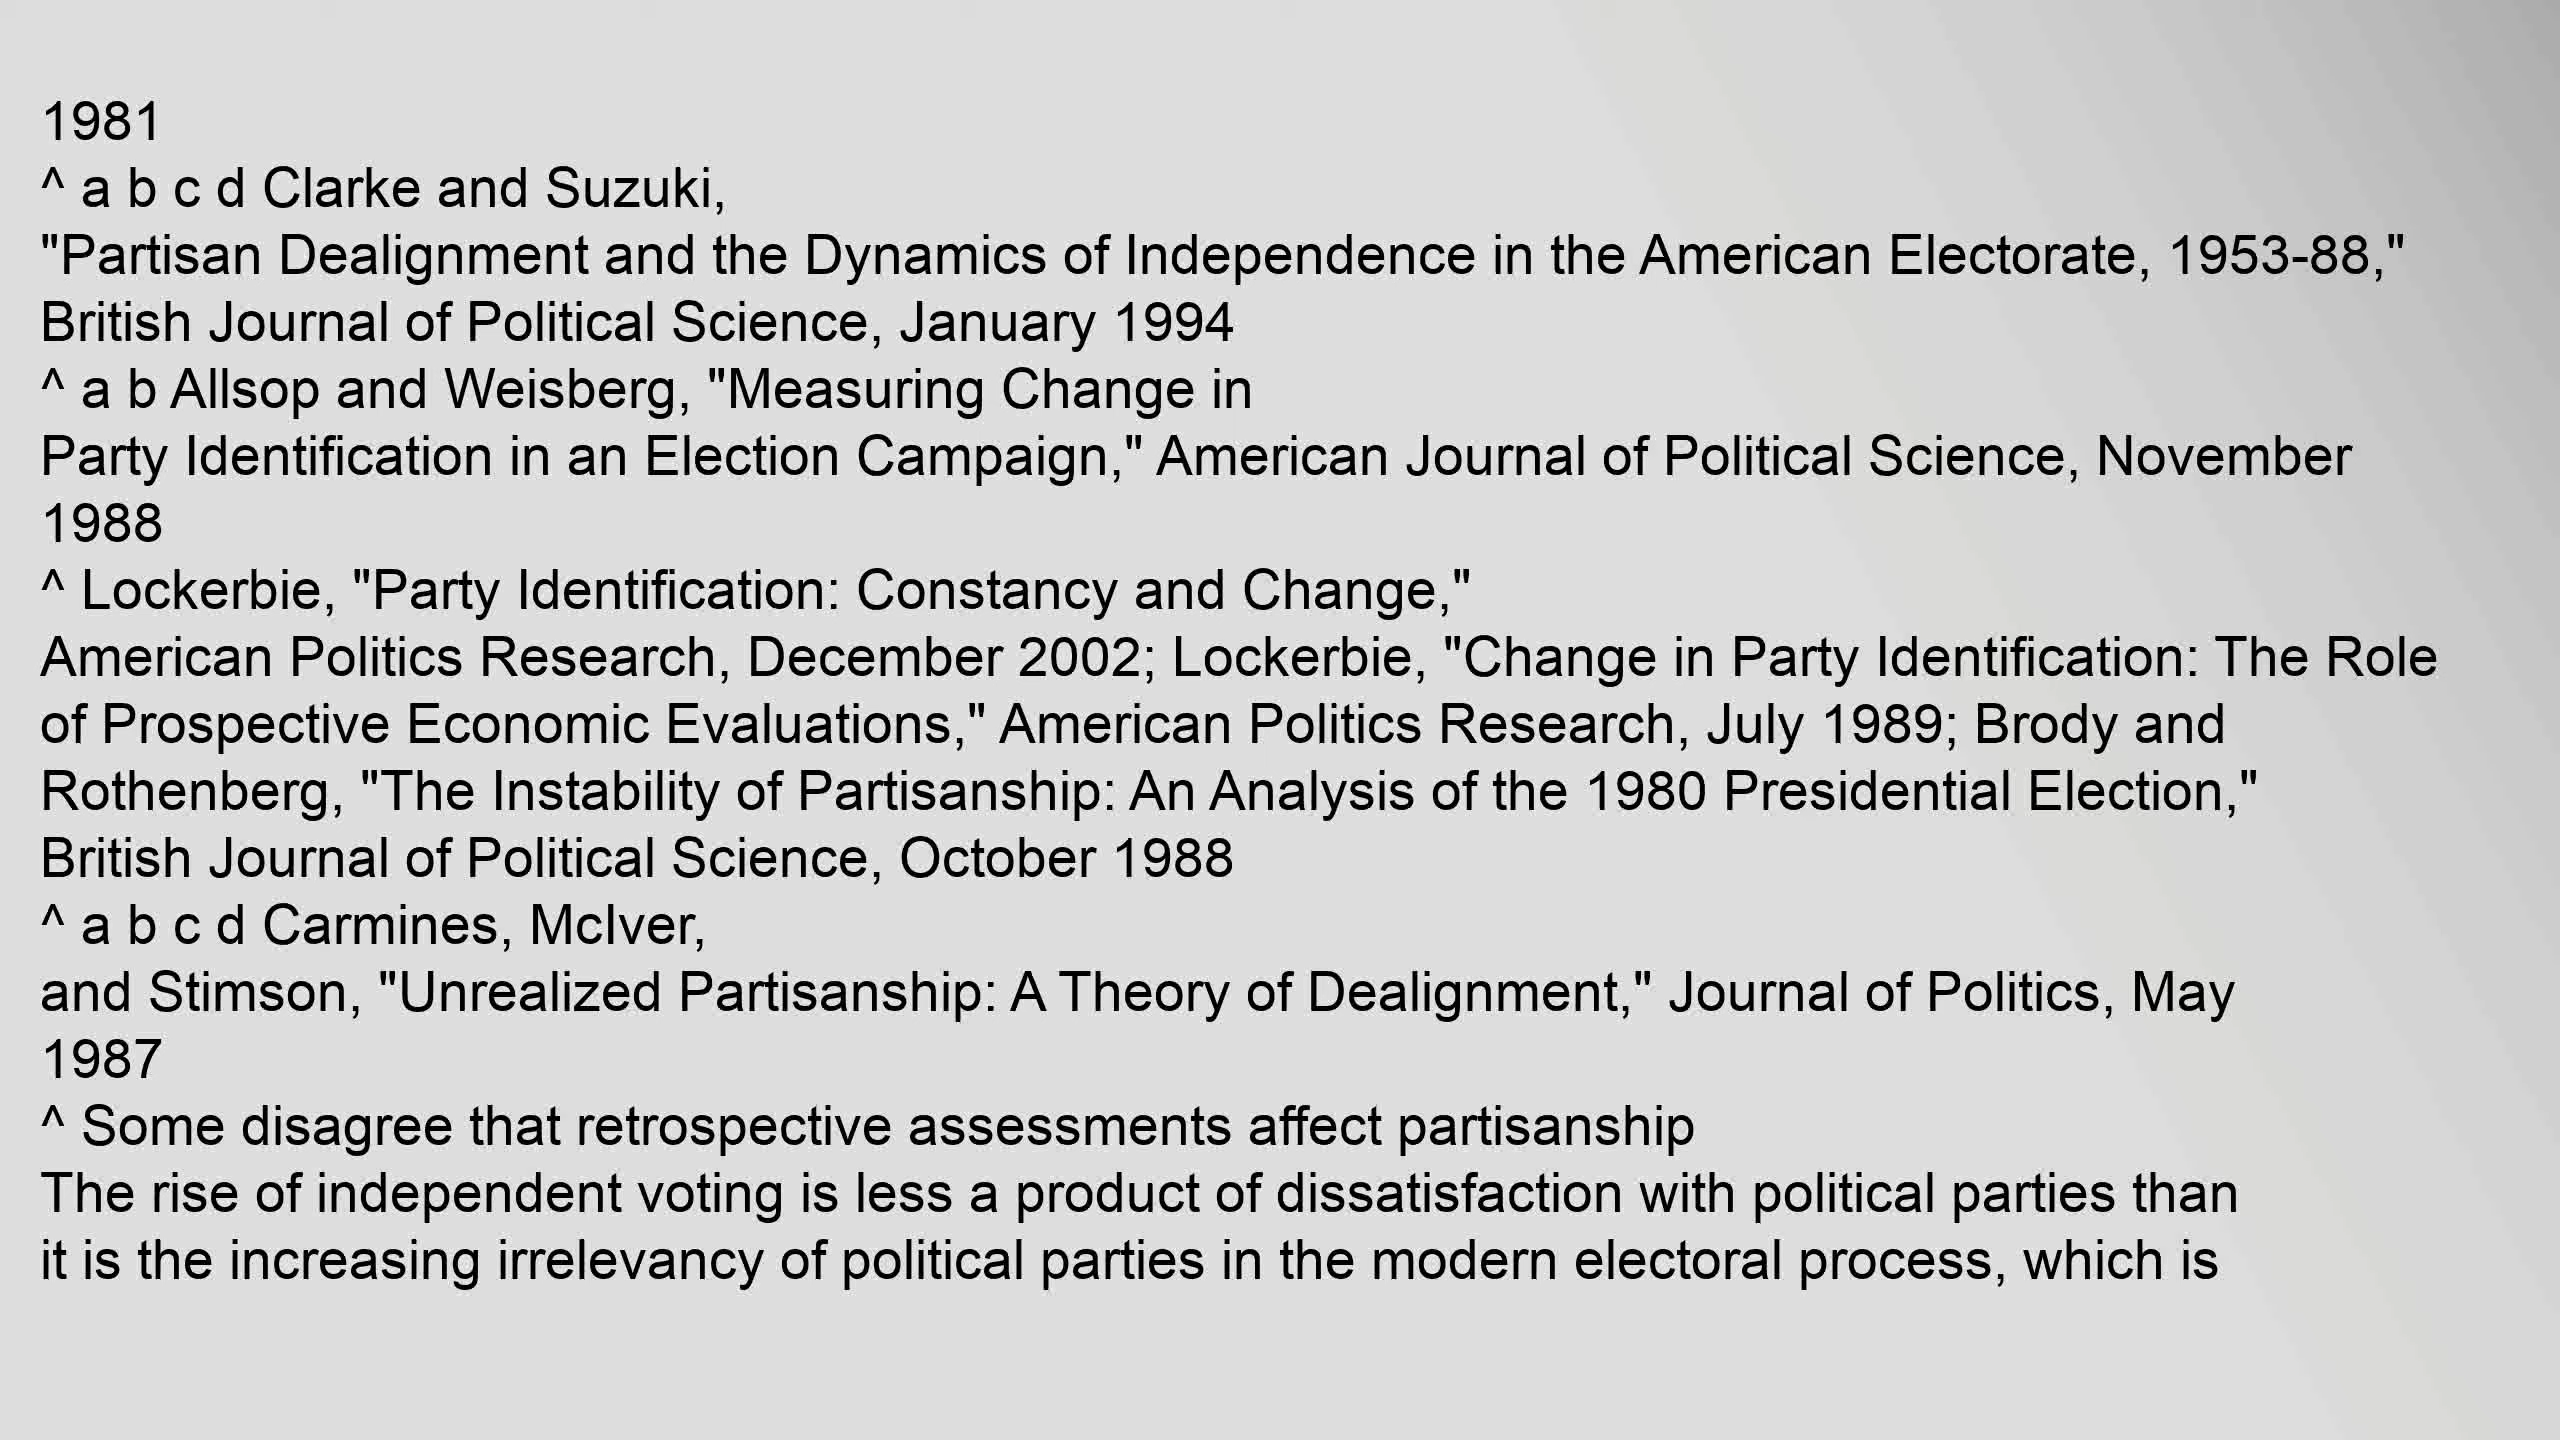 1981
^ a b c d Clarke and Suzuki,
"Partisan Dealignment and the Dynamics of Independence in the American Electorate, 1953-88,"
British Journal of Political Science, January 1994
^ a b Allsop and Weisberg, "Measuring Change in
Party Identification in an Election Campaign," American Journal of Political Science, November
1988
^ Lockerbie, "Party Identification: Constancy and Change,"
American Politics Research, December 2002; Lockerbie, "Change in Party Identification: The Role
of Prospective Economic Evaluations," American Politics Research, July 1989; Brody and
Rothenberg, "The Instability of Partisanship: An Analysis of the 1980 Presidential Election,"
British Journal of Political Science, October 1988
^ a b c d Carmines, McIver,
and Stimson, "Unrealized Partisanship: A Theory of Dealignment," Journal of Politics, May
1987
^ Some disagree that retrospective assessments affect partisanship
The rise of independent voting is less a product of dissatisfaction with political parties than
it is the increasing irrelevancy of political parties in the modern electoral process, which is